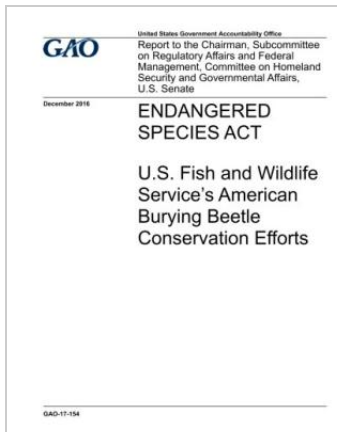 United States Government Accountability Office
GAO
Report to the Chairman, Subcommittee
on Regulatory Affairs and Federal
Management, Committee on Homeland
Security and Governmental Affairs,
U.S. Senate
December 2016
ENDANGERED
SPECIES ACT
U.S. Fish and Wildlife
Service's American
Burying Beetle
Conservation Efforts
GAO-17-154